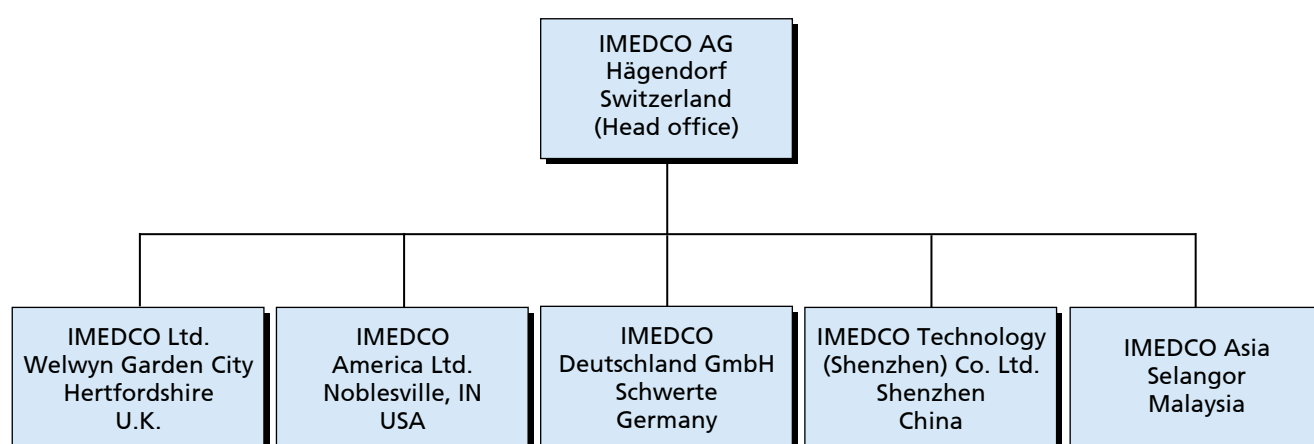 IMEDCO AG
Hägendorf
Switzerland
(Head office)
IMEDCO Ltd.
Welwyn Garden City
Hertfordshire
U.K.
IMEDCO
America Ltd.
Noblesville, IN
USA
IMEDCO
Deutschland GmbH
Schwerte
Germany
IMEDCO Technology
(Shenzhen) Co. Ltd.
Shenzhen
China
IMEDCO Asia
Selangor
Malaysia